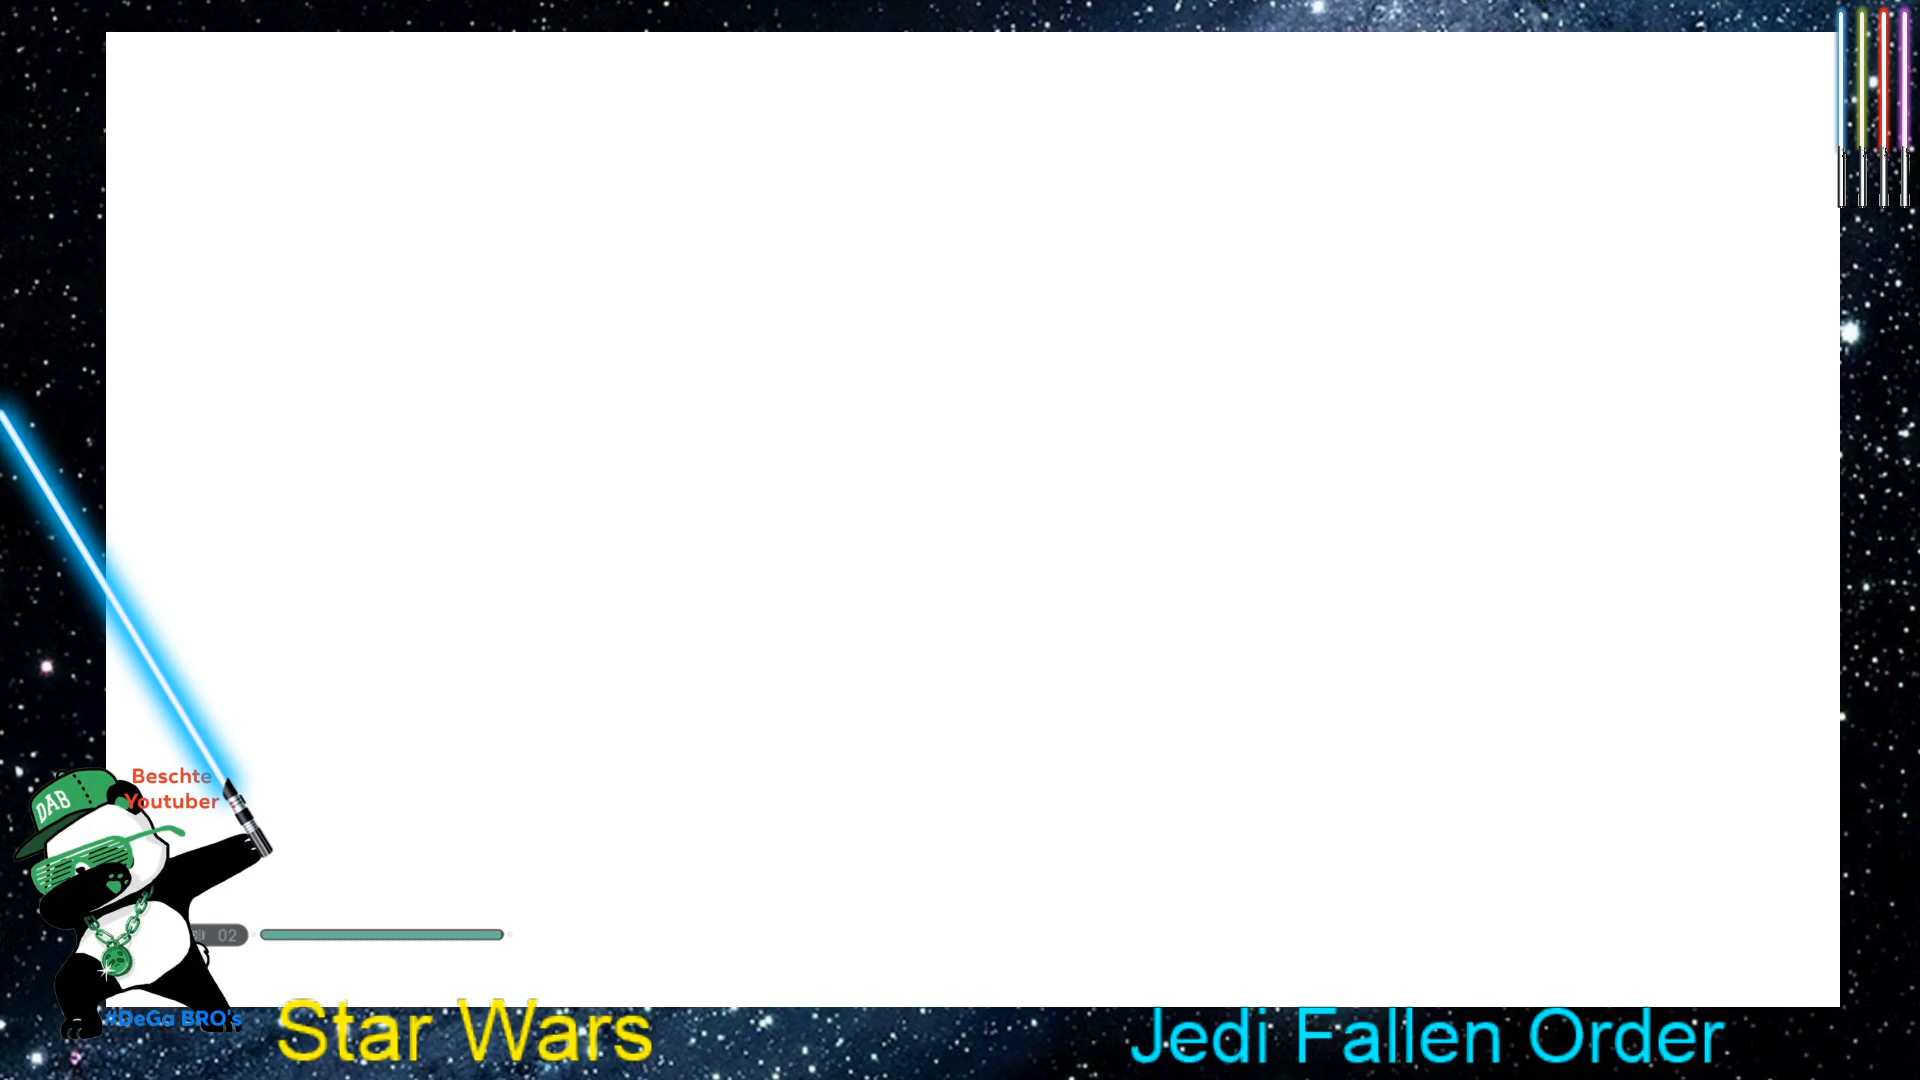 Beschte
Youtuber
DAB
02
#DeGa BRO's
Star Wars
Jedi Fallen Order